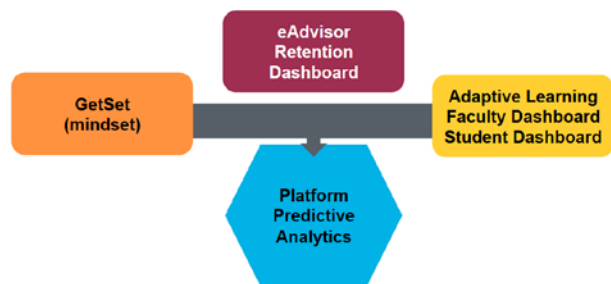 eAdvisor
Retention
Dashboard
GetSet
(mindset)
Adaptive Learning
Faculty Dashboard
Student Dashboard
Platform
Predictive
Analytics